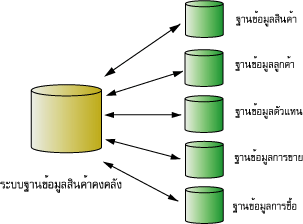 ฐานข้อมูลสินค้า
ฐานข้อมูลลูกค้า
ฐานข้อมูลตัวแทน
ฐานข้อมูลการขาย
ระบบฐานข้อมูลสินค้าคงคลัง
ฐานข้อมูลการซื้อ